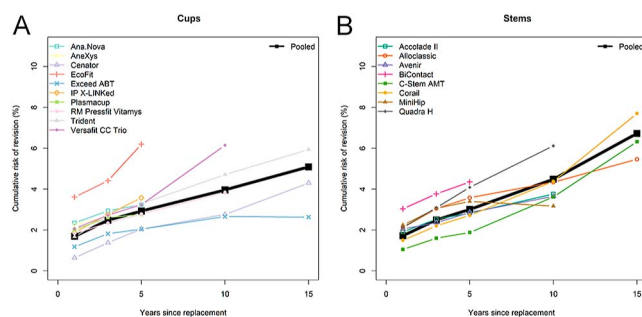 A
Cups
Ana.Nova
AneXys
Cenator
EcoFit
Exceed ABT
IP X-LINKed
Plasmacup
RM Pressfit Vitamys
Trident
Versafit CC Trio
Pooled
Cumulative risk of revision (%)
0
2
4
6
8
10
0
5
10
15
Years since replacement
B
Stems
Accolade II
Alloclassic
Avenir
BiContact
C-Stem AMT
Corail
MiniHip
Quadra H
Pooled
Cumulative risk of revision (%)
0
2
4
6
8
10
0
5
10
15
Years since replacement